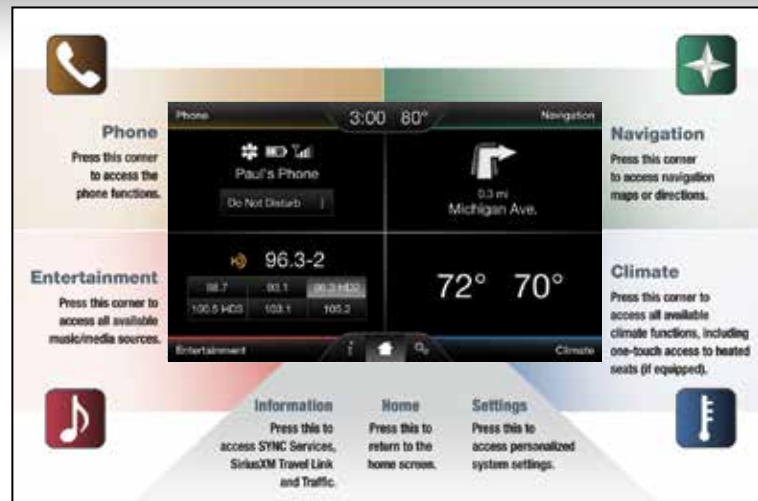 Phone
Press this corner
to access the
phone functions.
Entertainment
Press this corner to
access all available
music/media sources.
Phone
3:00 80°
Navigation
Paul's Phone
Do Not Disturb
0.3 mi
Michigan Ave.
96.3-2
93.1
96.3 HD2
100.5 HD3
103.1
105.3
72° 70°
Entertainment
i
Climate
Navigation
Press this corner
to access navigation
maps or directions.
Climate
Press this corner to
access all available
climate functions, including
one-touch access to heated
seats (if equipped).
Information
Press this to
access SYNC Services,
SiriusXM Travel Link
and Traffic.
Home
Press this to
return to the
home screen.
Settings
Press this to
access personalized
system settings.